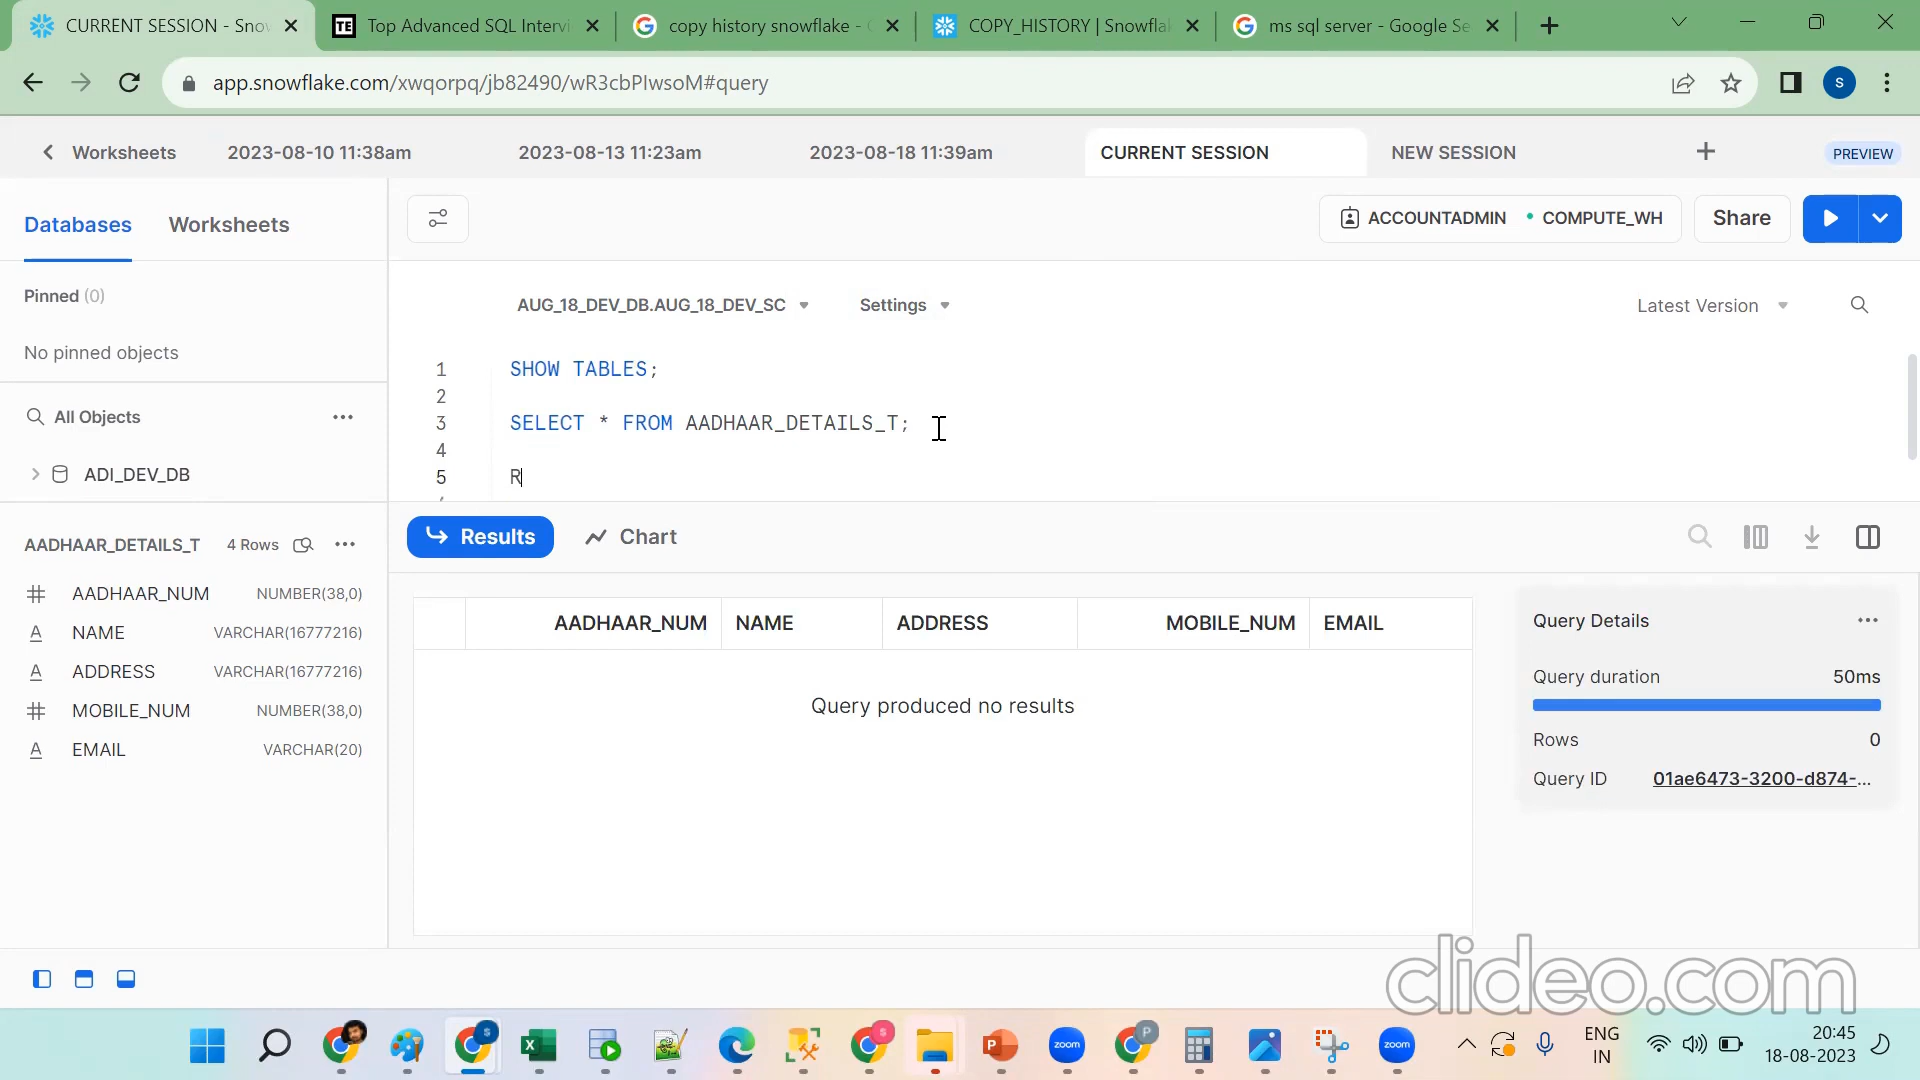 CURRENT SESSION - Snow
Top Advanced SQL Intervi
copy history snowflake -
COPY_HISTORY | Snowflak
ms sql server - Google Se
app.snowflake.com/xwqorpq/jb82490/wR3cbPIwsoM#query
S
Worksheets
2023-08-10 11:38am
2023-08-13 11:23am
2023-08-18 11:39am
CURRENT SESSION
NEW SESSION
PREVIEW
Databases
Worksheets
ACCOUNTADMIN
COMPUTE_WH
Share
Pinned (0)
No pinned objects
All Objects
ADI_DEV_DB
AUG_18_DEV_DB.AUG_18_DEV_SC
Settings
Latest Version
1 SHOW TABLES;
2
3 SELECT * FROM AADHAAR_DETAILS_T;
4
5 R
AADHAAR_DETAILS_T 4 Rows
AADHAAR_NUM NUMBER(38,0)
NAME VARCHAR(16777216)
ADDRESS VARCHAR(16777216)
MOBILE_NUM NUMBER(38,0)
EMAIL VARCHAR(20)
Results
Chart
AADHAAR_NUM NAME ADDRESS MOBILE_NUM EMAIL
Query produced no results
Query Details
Query duration 50ms
Rows 0
Query ID 01ae6473-3200-d874-...
clideo.com
zoom
zoom
ENG
IN
20:45
18-08-2023